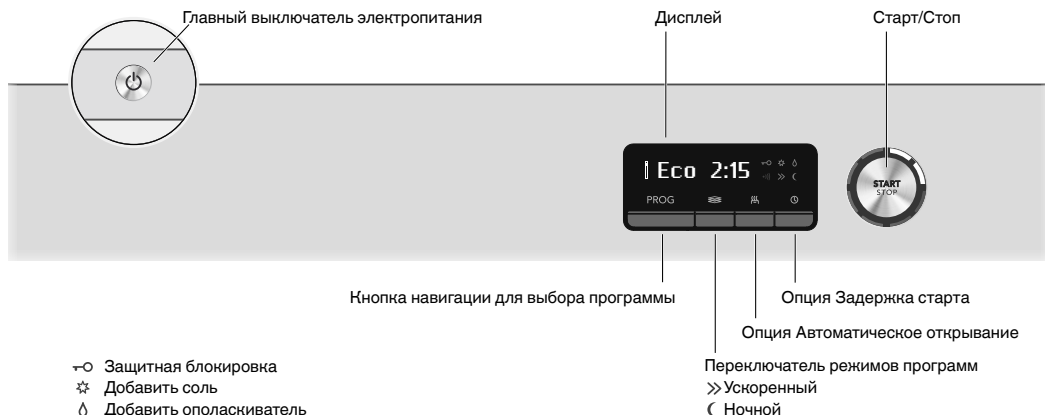 Главный выключатель электропитания
Дисплей
Старт/Стоп
Eco 2:15
PROG
START
STOP
Кнопка навигации для выбора программы
Опция Задержка старта
Опция Автоматическое открывание
Переключатель режимов программ
Защитная блокировка
Добавить соль
Добавить ополаскиватель
Ускоренный
Ночной